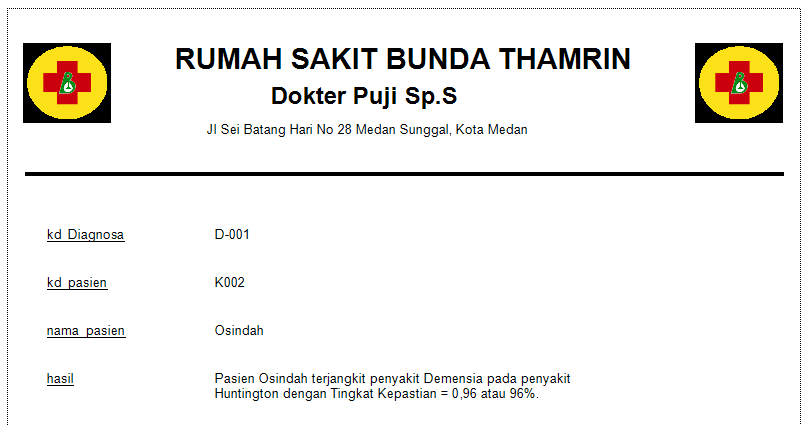 RUMAH SAKIT BUNDA THAMRIN
Dokter Puji Sp.S
Jl Sei Batang Hari No 28 Medan Sunggal, Kota Medan
kd_Diagnosa D-001
kd_pasien K002
nama_pasien Osindah
hasil Pasien Osindah terjangkit penyakit Demensia pada penyakit
Huntington dengan Tingkat Kepastian = 0,96 atau 96%.